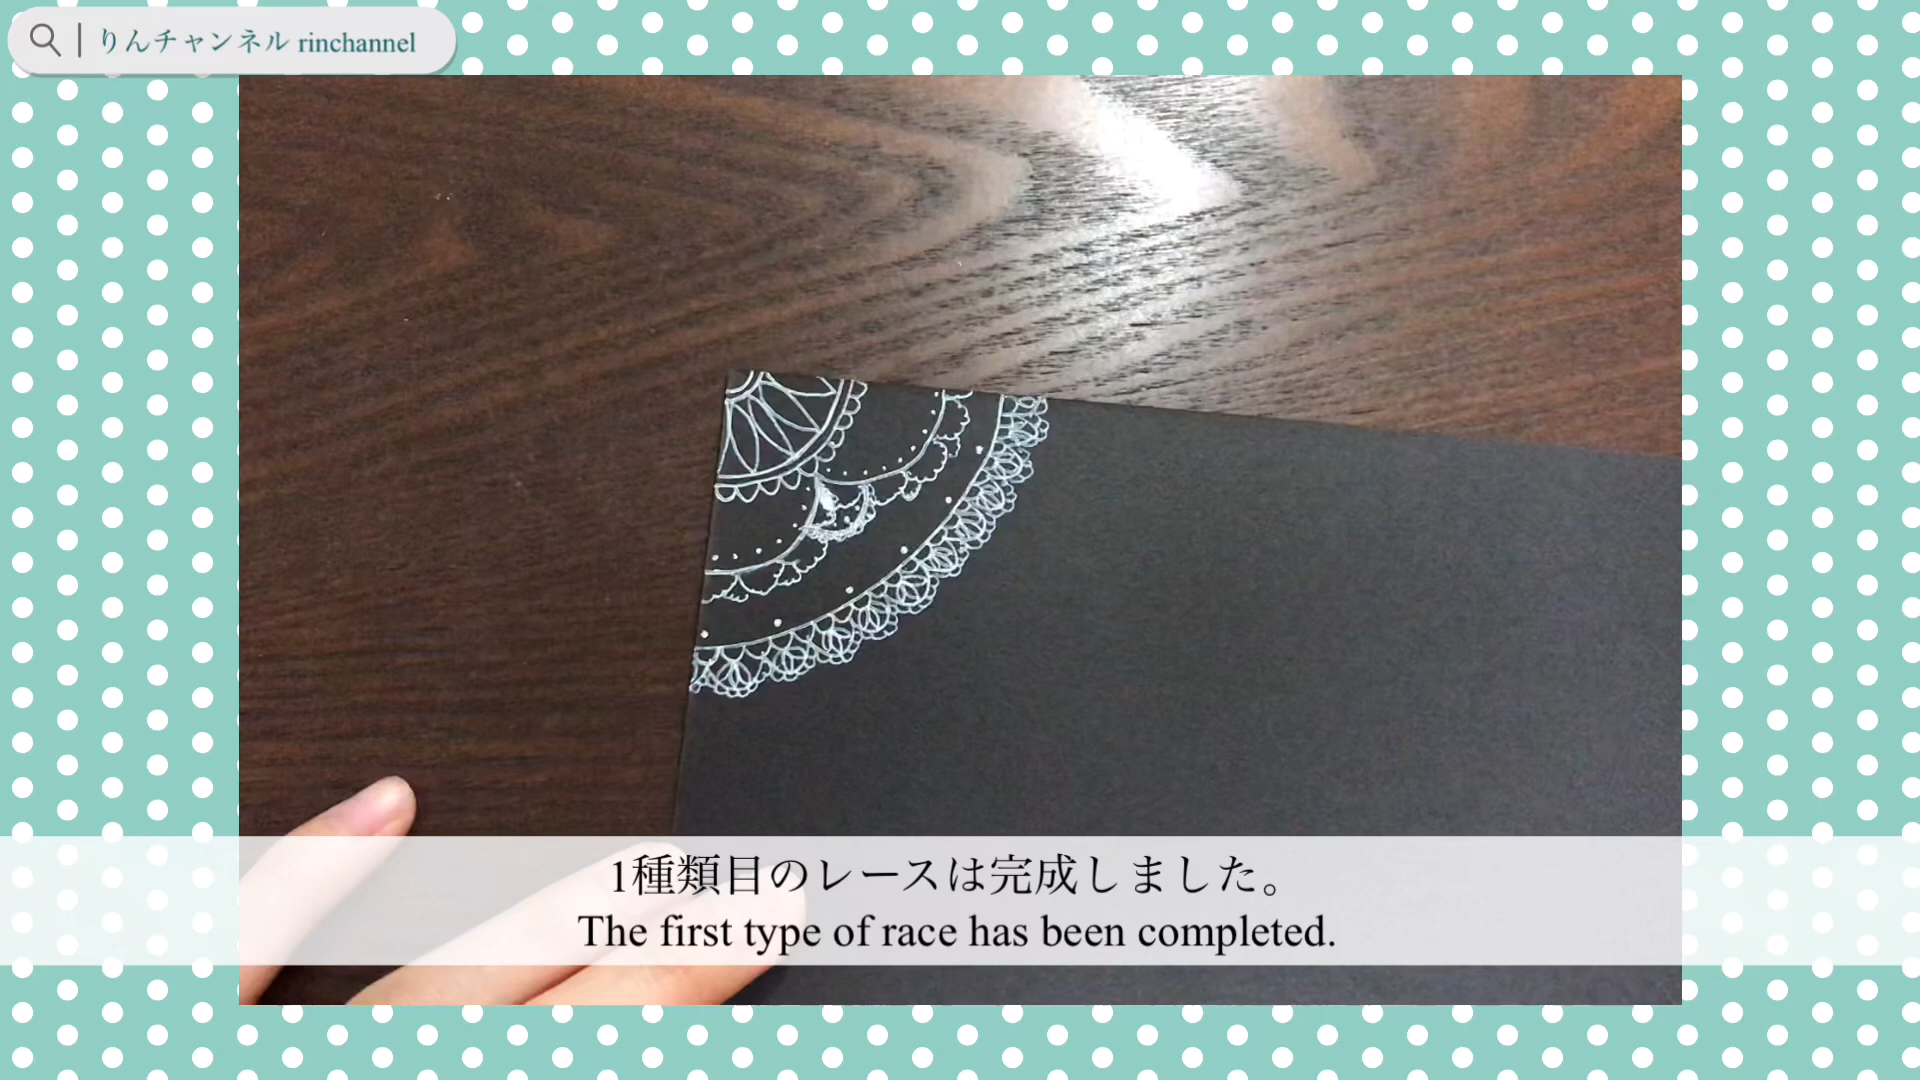 りんチャンネル rinchannel
1種類目のレースは完成しました。
The first type of race has been completed.